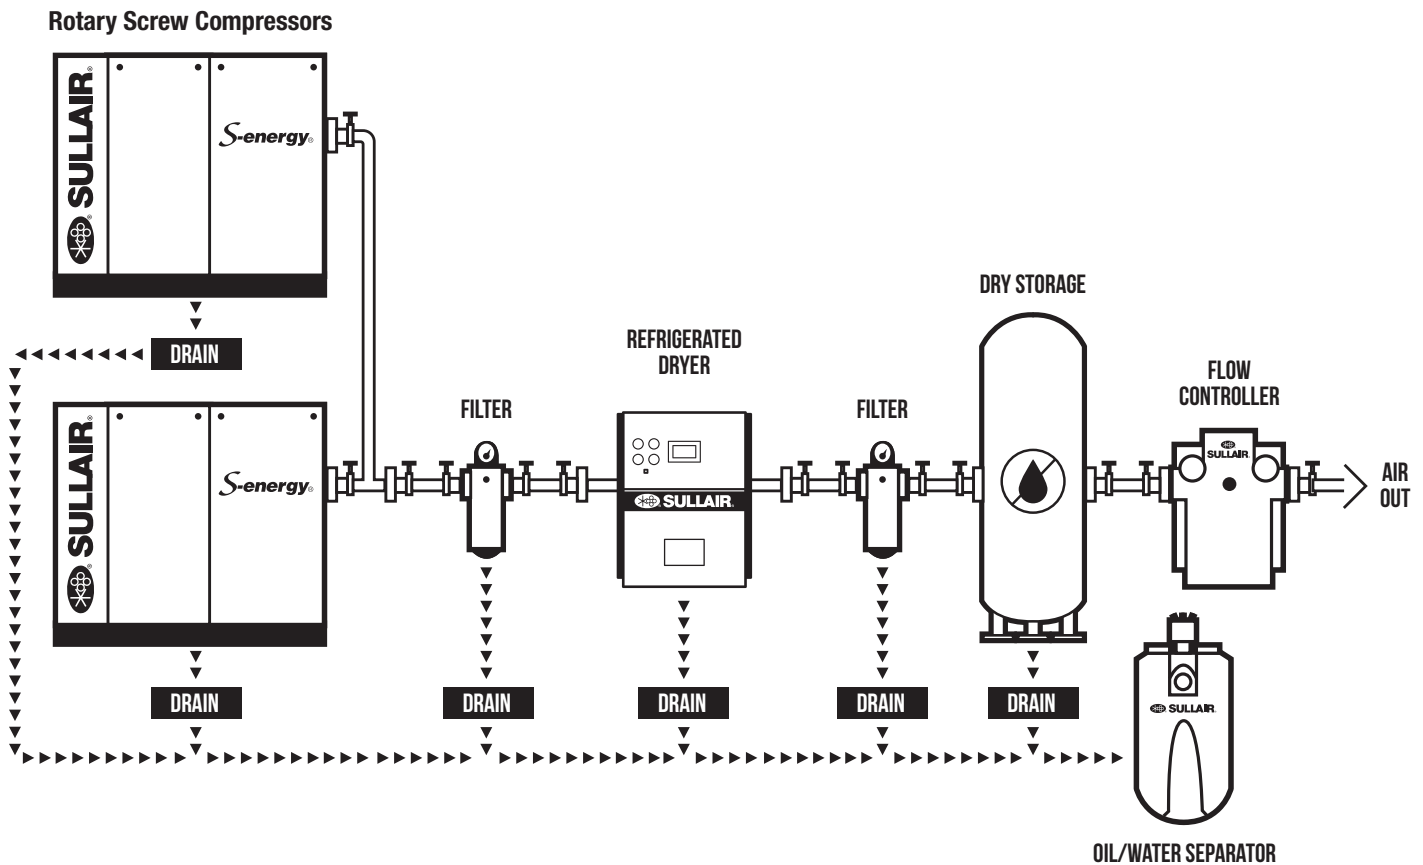 Rotary Screw Compressors
SULLAIR®
S-energy®
DRAIN
DRY STORAGE
REFRIGERATED
DRYER
FLOW
CONTROLLER
FILTER
FILTER
SULLAIR®
S-energy®
SULLAIR
SULLAIR
AIR
OUT
DRAIN
DRAIN
DRAIN
DRAIN
DRAIN
SULLAIR
OIL/WATER SEPARATOR